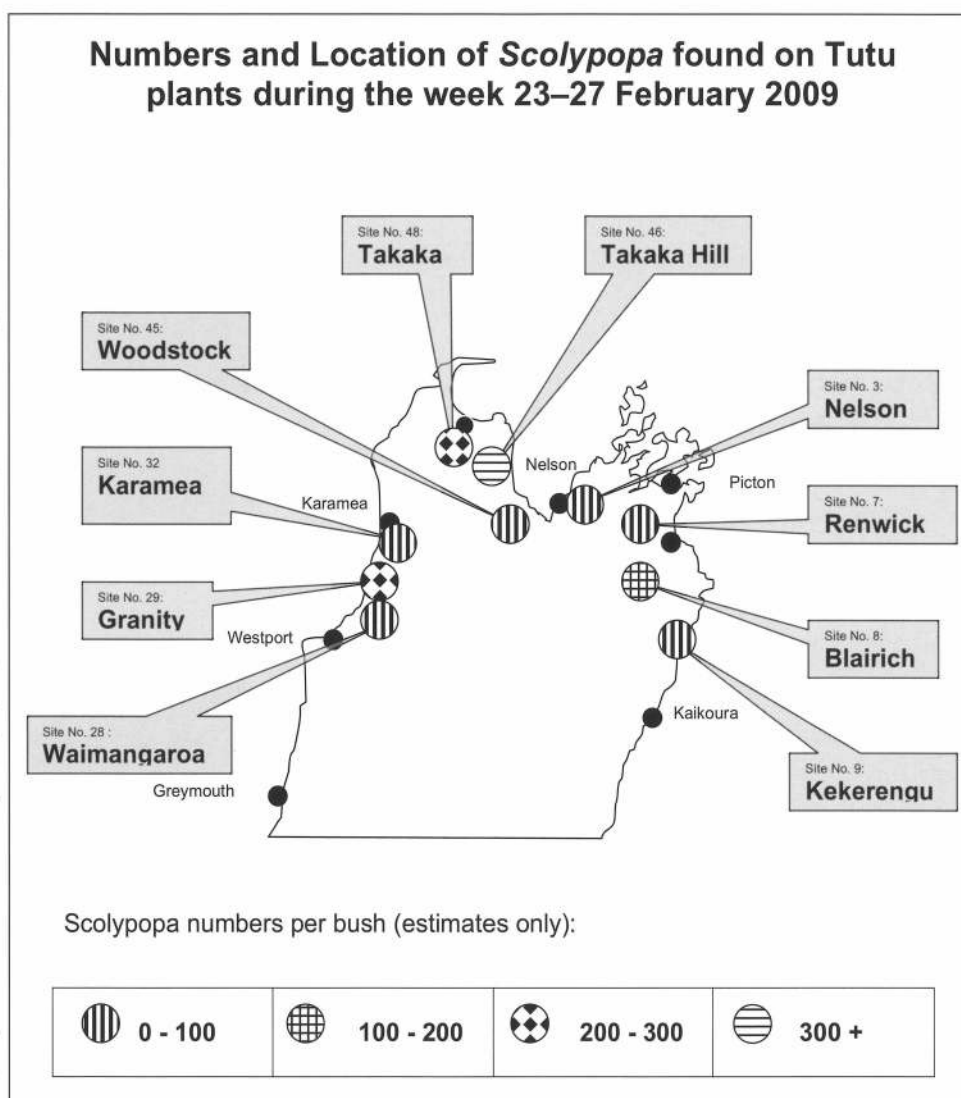 Numbers and Location of Scolypopa found on Tutu
plants during the week 23–27 February 2009
Site No. 48:
Takaka
Site No. 46:
Takaka Hill
Site No. 45:
Woodstock
Site No. 3:
Nelson
Site No. 32
Karamea
Nelson
Picton
Karamea
Site No. 7:
Renwick
Site No. 29:
Granity
Westport
Site No. 8:
Blairich
Site No. 28 :
Waimangaroa
Kaikoura
Greymouth
Site No. 9:
Kekerengu
Scolypopa numbers per bush (estimates only):
0 - 100
100 - 200
200 - 300
300 +